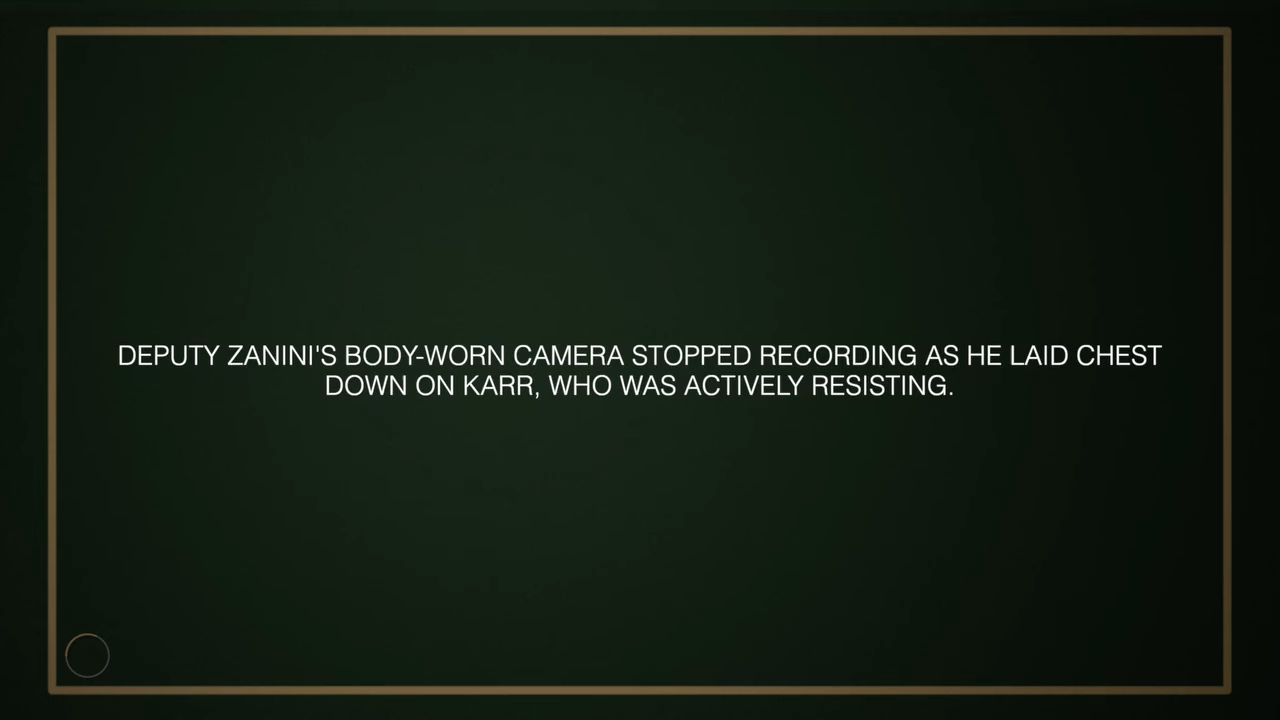 DEPUTY ZANINI'S BODY-WORN CAMERA STOPPED RECORDING AS HE LAID CHEST
DOWN ON KARR, WHO WAS ACTIVELY RESISTING.